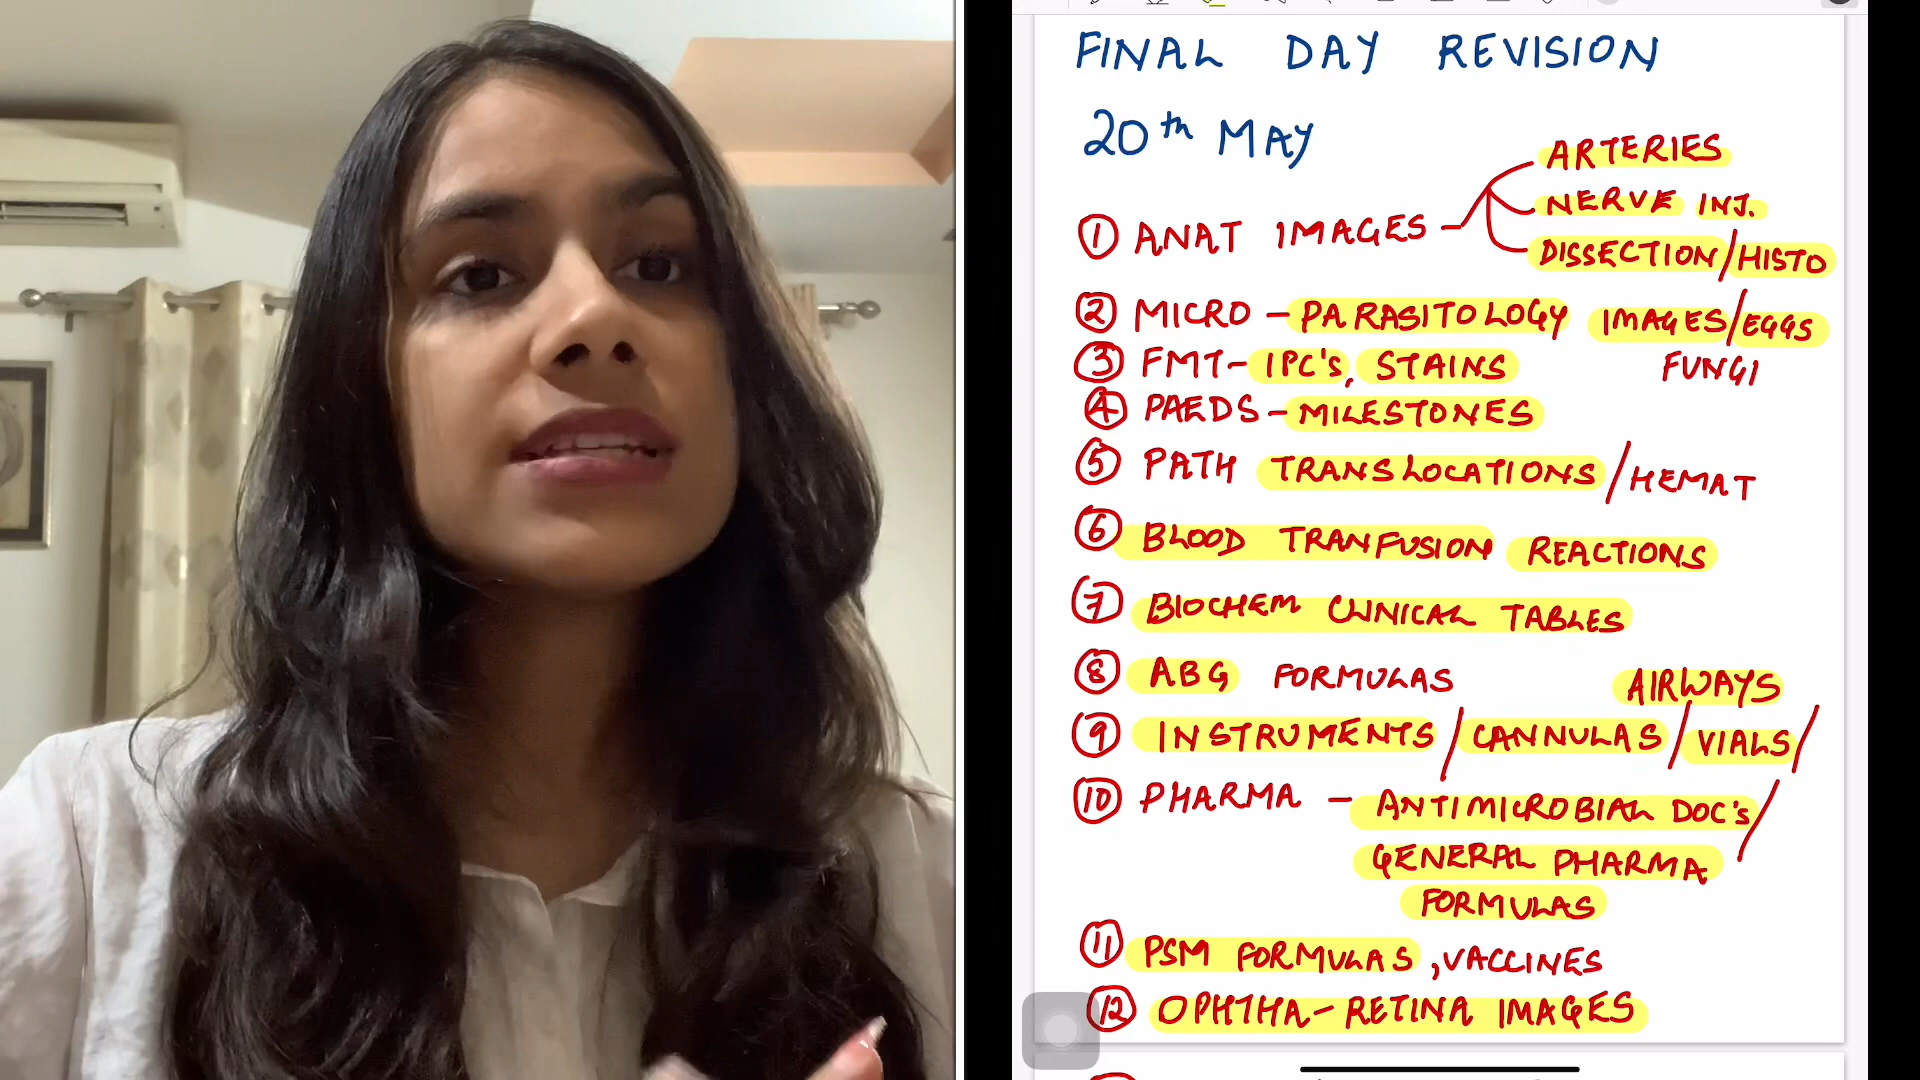 FINAL DAY REVISION
20th MAY
① ANAT IMAGES - ARTERIES
NERVE INJ.
DISSECTION/HISTO
② MICRO - PARASITOLOGY IMAGES/EGGS
FUNGI
③ FMT - IPC's, STAINS
④ PAEDS - MILESTONES
⑤ PATH TRANSLOCATIONS/HEMAT
⑥ BLOOD TRANFUSION REACTIONS
⑦ BIOCHEM CLINICAL TABLES
⑧ ABG FORMULAS
AIRWAYS
⑨ INSTRUMENTS/CANNULAS/VIALS/
⑩ PHARMA - ANTIMICROBIAL DOC's/
GENERAL PHARMA
FORMULAS
⑪ PSM FORMULAS, VACCINES
⑫ OPHTHA - RETINA IMAGES